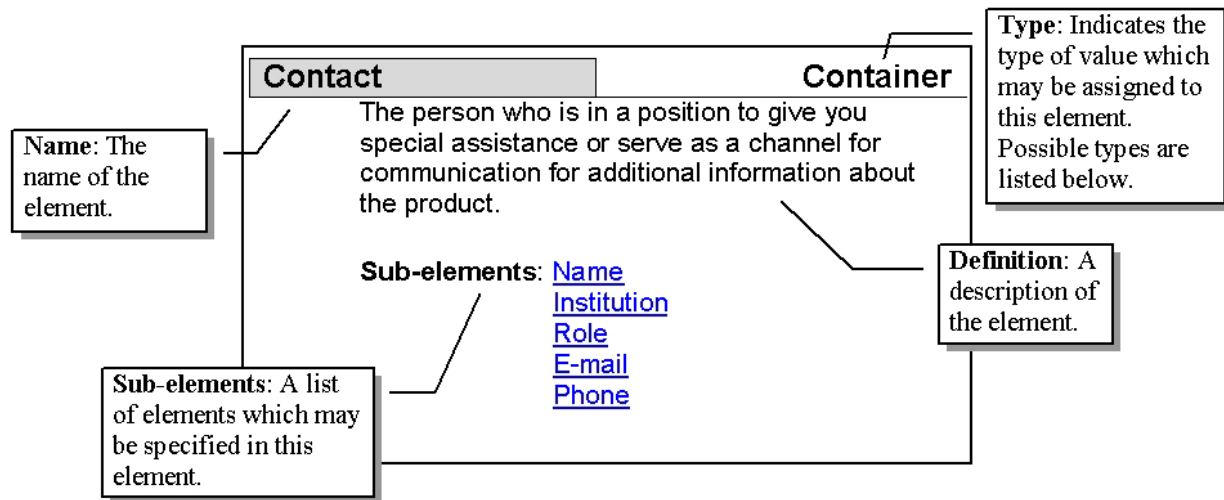 Contact
Container
The person who is in a position to give you
special assistance or serve as a channel for
communication for additional information about
the product.
Sub-elements: Name
Institution
Role
E-mail
Phone
Name: The
name of the
element.
Type: Indicates the
type of value which
may be assigned to
this element.
Possible types are
listed below.
Definition: A
description of
the element.
Sub-elements: A list
of elements which may
be specified in this
element.